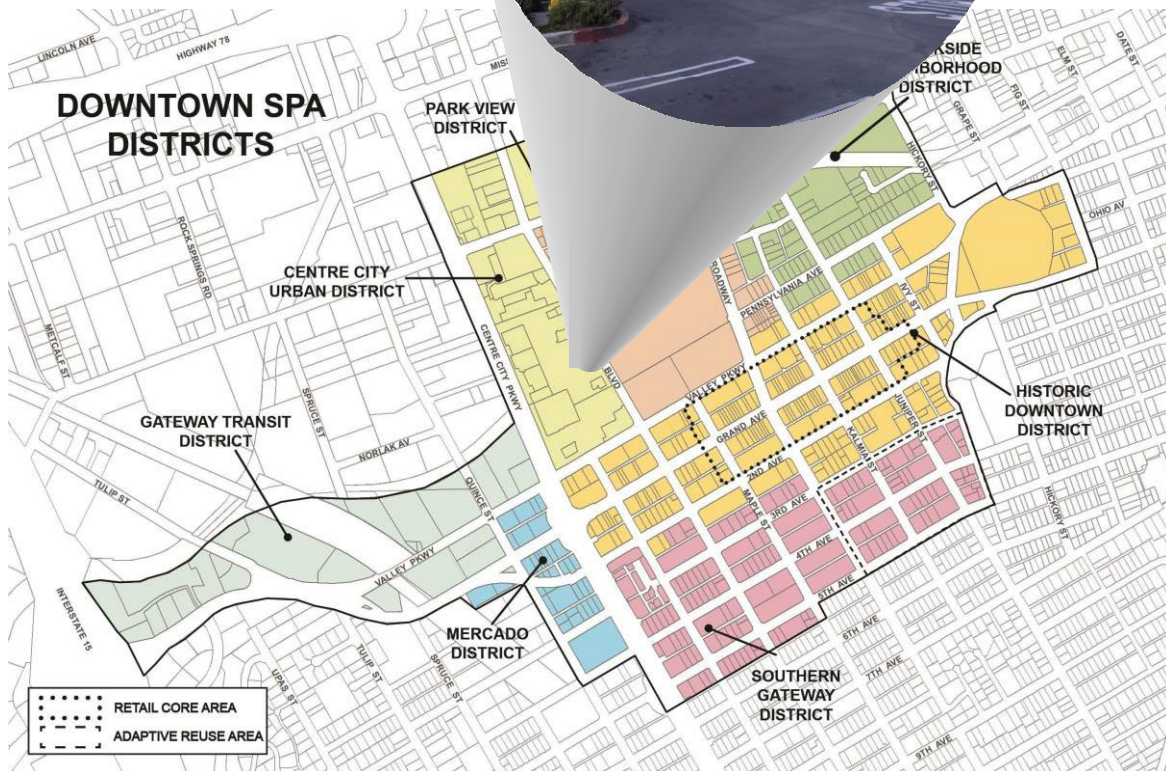 LINCOLN AVE
HIGHWAY 78
DOWNTOWN SPA
DISTRICTS
PARK VIEW
DISTRICT
DISTRICT
ELM ST
DATE ST
FIG ST
GRAPE ST
HICKORY ST
OHIO AV
ROCK SPRINGS RD
CENTRE CITY
URBAN DISTRICT
PENNSYLVANIA AVE
IVY ST
METCALF ST
CENTRE CITY PKWY
BLVD
VALLEY PKWY
GRAND AVE
2ND AVE
HISTORIC
DOWNTOWN
DISTRICT
GATEWAY TRANSIT
DISTRICT
SPRUCE ST
NORLAK AV
JUNIPER ST
KALMIA ST
TULIP ST
QUINCE ST
MAPLE ST
3RD AVE
4TH AVE
5TH AVE
HICKORY ST
VALLEY PKWY
INTERSTATE 15
MERCADO
DISTRICT
6TH AVE
7TH AVE
UPAS ST
TULIP ST
SPRUCE ST
SOUTHERN
GATEWAY
DISTRICT
9TH AVE
RETAIL CORE AREA
ADAPTIVE REUSE AREA